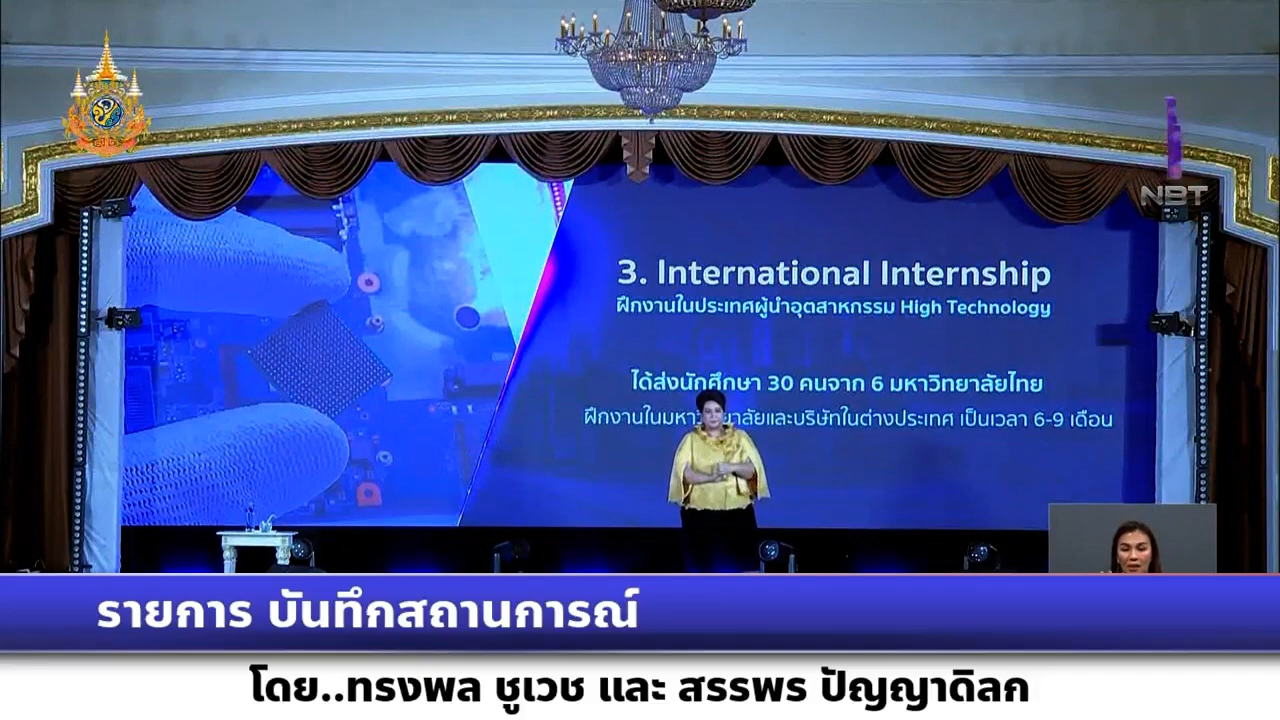 NBT
3. International Internship
ฝึกงานในประเทศผู้นำอุตสาหกรรม High Technology
ได้ส่งนักศึกษา 30 คนจาก 6 มหาวิทยาลัยไทย
ฝึกงานในมหาวิทยาลัยและบริษัทในต่างประเทศ เป็นเวลา 6-9 เดือน
รายการ บันทึกสถานการณ์
โดย..ทรงพล ชูเวช และ สรรพร ปัญญาดิลก